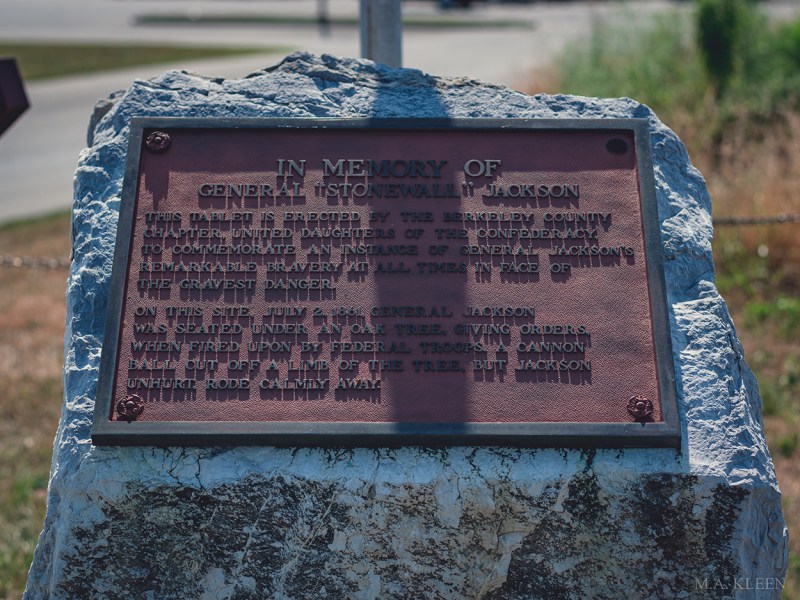 IN MEMORY OF
GENERAL "STONEWALL" JACKSON
THIS TABLET IS ERECTED BY THE BERKELEY COUNTY
CHAPTER, UNITED DAUGHTERS OF THE CONFEDERACY,
TO COMMEMORATE AN INSTANCE OF GENERAL JACKSON'S
REMARKABLE BRAVERY AT ALL TIMES IN FACE OF
THE GRAVEST DANGER.
ON THIS SITE, JULY 2, 1861, GENERAL JACKSON
WAS SEATED UNDER AN OAK TREE, GIVING ORDERS,
WHEN FIRED UPON BY FEDERAL TROOPS. A CANNON
BALL CUT OFF A LIMB OF THE TREE, BUT JACKSON
UNHURT, RODE CALMLY AWAY.
M.A. KLEEN